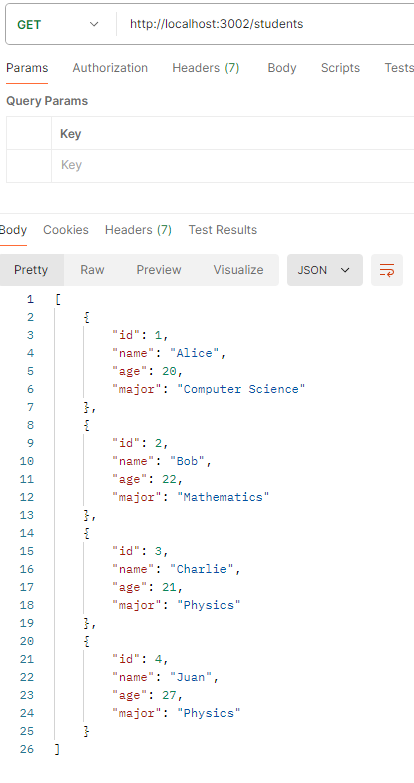 GET http://localhost:3002/students
Params Authorization Headers (7) Body Scripts Tests
Query Params
Key
Key
Body Cookies Headers (7) Test Results
Pretty Raw Preview Visualize JSON
1 [
2 {
3 "id": 1,
4 "name": "Alice",
5 "age": 20,
6 "major": "Computer Science"
7 },
8 {
9 "id": 2,
10 "name": "Bob",
11 "age": 22,
12 "major": "Mathematics"
13 },
14 {
15 "id": 3,
16 "name": "Charlie",
17 "age": 21,
18 "major": "Physics"
19 },
20 {
21 "id": 4,
22 "name": "Juan",
23 "age": 27,
24 "major": "Physics"
25 }
26 ]